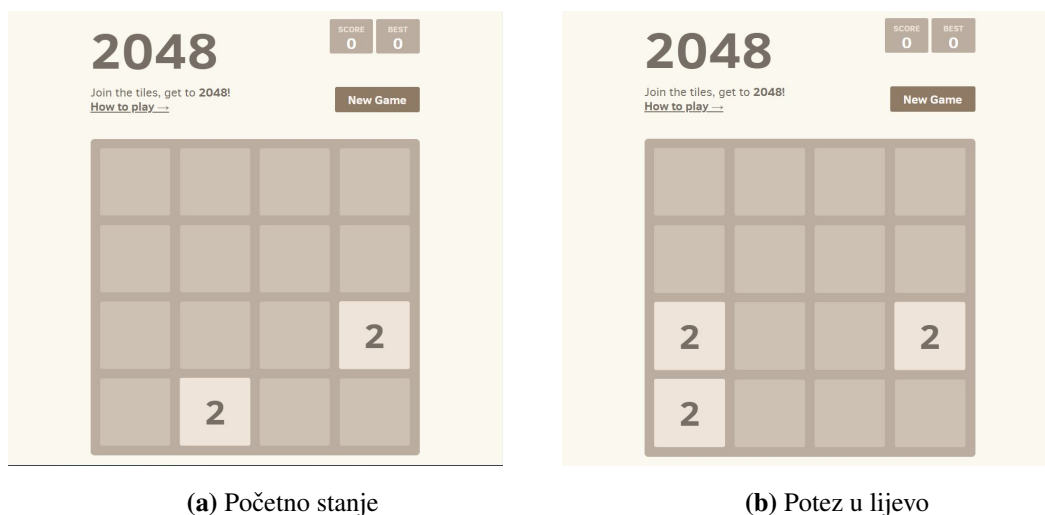 2048
SCORE
0
BEST
0
Join the tiles, get to 2048!
How to play →
New Game
2
2
(a) Početno stanje
2048
SCORE
0
BEST
0
Join the tiles, get to 2048!
How to play →
New Game
2
2
2
(b) Potez u lijevo